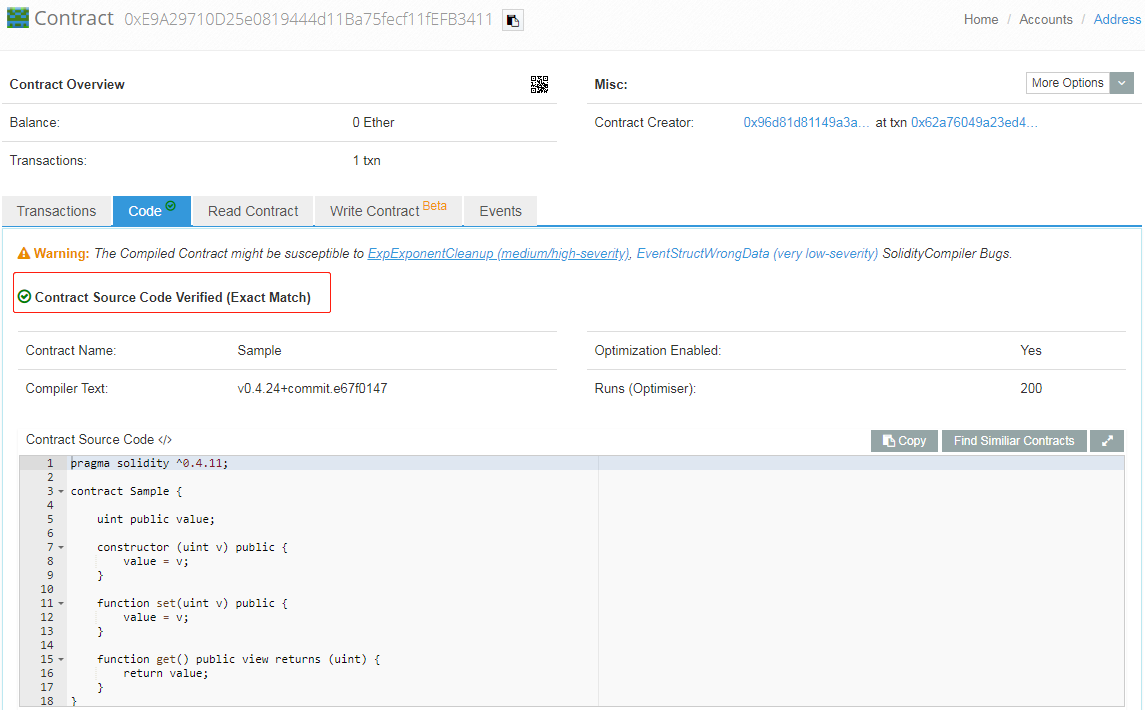 Contract 0xE9A29710D25e0819444d11Ba75fecf11fEFB3411
Home / Accounts / Address
Contract Overview
Balance: 0 Ether
Transactions: 1 txn
Misc:
More Options
Contract Creator: 0x96d81d81149a3a... at txn 0x62a76049a23ed4...
Transactions Code Read Contract Write Contract Beta Events
Warning: The Compiled Contract might be susceptible to ExpExponentCleanup (medium/high-severity), EventStructWrongData (very low-severity) SolidityCompiler Bugs.
Contract Source Code Verified (Exact Match)
Contract Name: Sample
Compiler Text: v0.4.24+commit.e67f0147
Optimization Enabled: Yes
Runs (Optimiser): 200
Contract Source Code </>
Copy Find Similiar Contracts
1 pragma solidity ^0.4.11;
2
3 contract Sample {
4
5 uint public value;
6
7 constructor (uint v) public {
8 value = v;
9 }
10
11 function set(uint v) public {
12 value = v;
13 }
14
15 function get() public view returns (uint) {
16 return value;
17 }
18 }